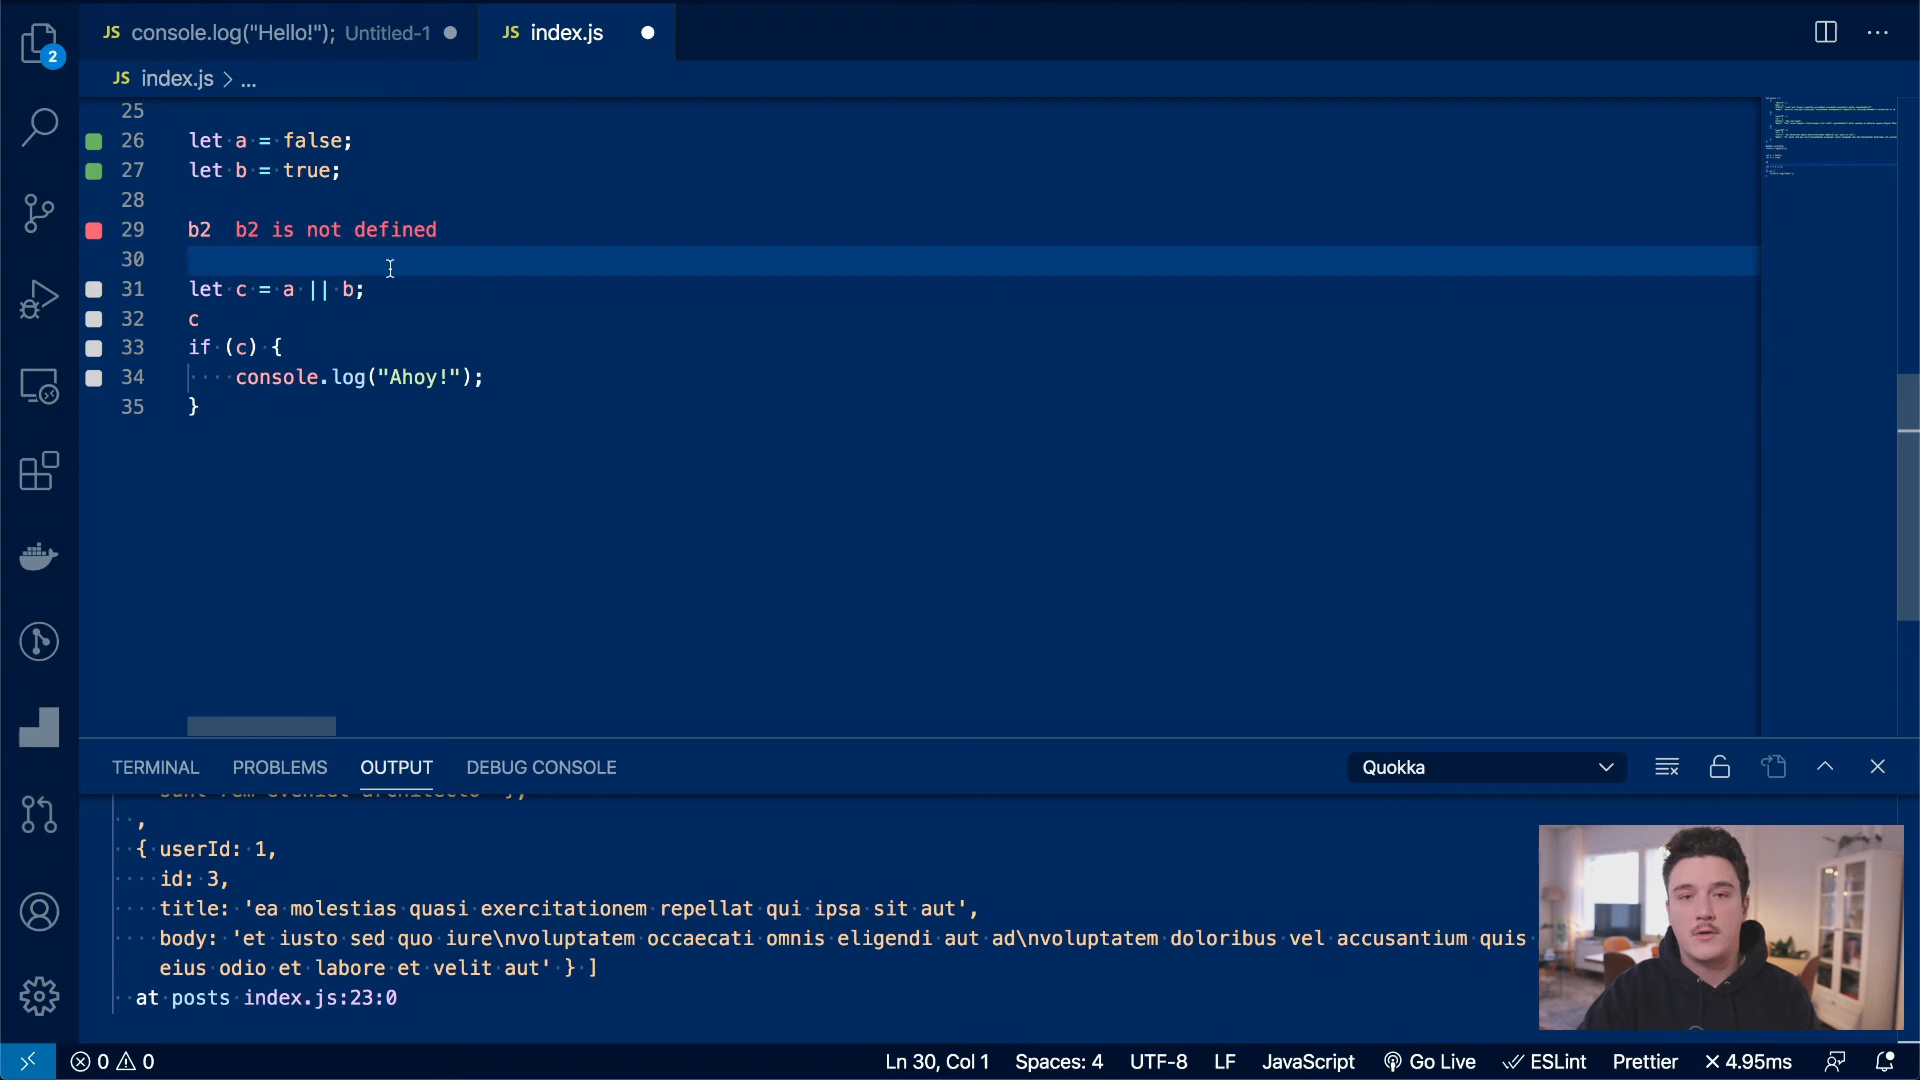 2
JS console.log("Hello!"); Untitled-1
JS index.js
JS index.js > ...
25
26 let a = false;
27 let b = true;
28
29 b2 b2 is not defined
30
31 let c = a || b;
32 c
33 if (c) {
34 console.log("Ahoy!");
35 }
TERMINAL PROBLEMS OUTPUT DEBUG CONSOLE Quokka
,
{ userId: 1,
id: 3,
title: 'ea molestias quasi exercitationem repellat qui ipsa sit aut',
body: 'et iusto sed quo iure\nvoluptatem occaecati omnis eligendi aut ad\nvoluptatem doloribus vel accusantium quis
eius odio et labore et velit aut' } ]
at posts index.js:23:0
0 0 Ln 30, Col 1 Spaces: 4 UTF-8 LF JavaScript Go Live ESLint Prettier × 4.95ms